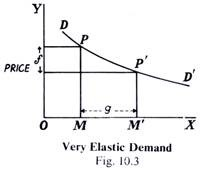 Y
D
P
P'
f
PRICE
D'
g
O M M' X
Very Elastic Demand
Fig. 10.3